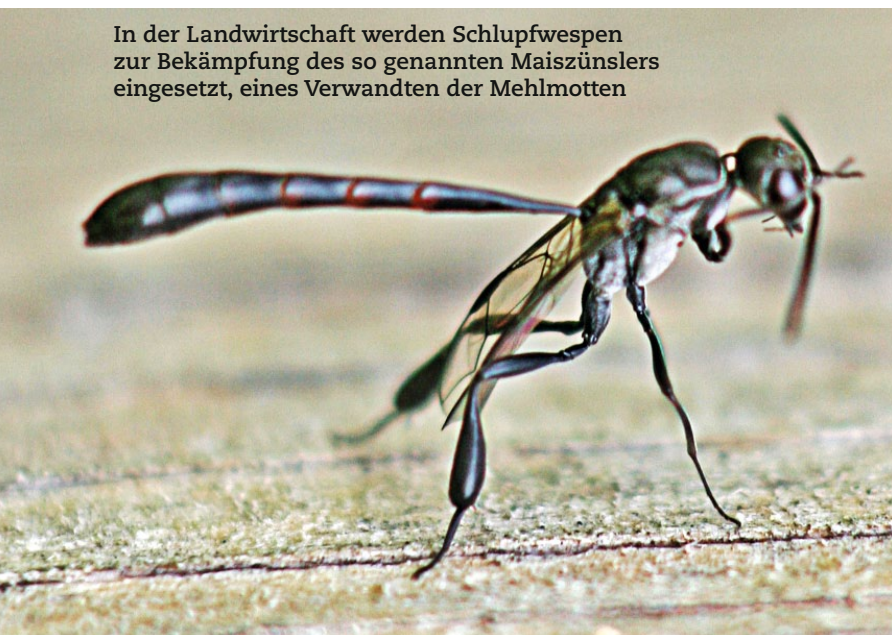 In der Landwirtschaft werden Schlupfwespen
zur Bekämpfung des so genannten Maiszünslers
eingesetzt, eines Verwandten der Mehlmotten